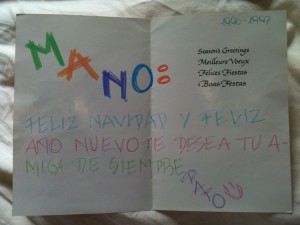 1996-1997
MANO:
Season's Greetings
Meilleurs Voeux
Felices Fiestas
Boas Festas
FELIZ NAVIDAD Y FELIZ
AÑO NUEVO TE DESEA TU A-
MIGA DE SIEMPRE
PATO